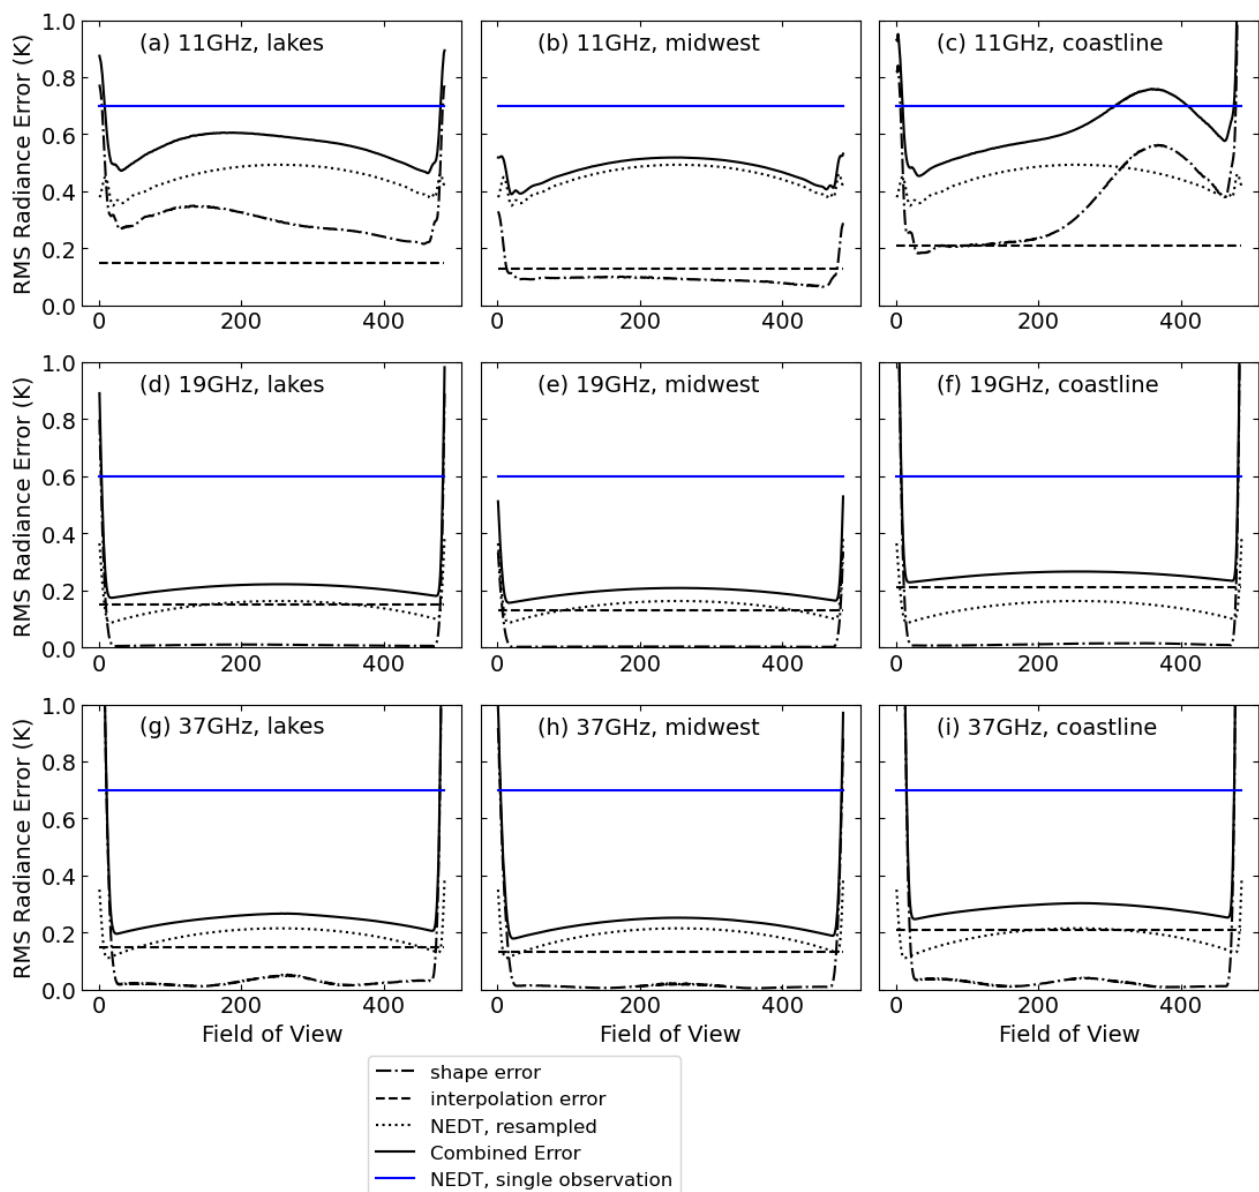 (a) 11GHz, lakes
(b) 11GHz, midwest
(c) 11GHz, coastline
RMS Radiance Error (K)
1.0
0.8
0.6
0.4
0.2
0.0
0 200 400
0 200 400
0 200 400
(d) 19GHz, lakes
(e) 19GHz, midwest
(f) 19GHz, coastline
RMS Radiance Error (K)
1.0
0.8
0.6
0.4
0.2
0.0
0 200 400
0 200 400
0 200 400
(g) 37GHz, lakes
(h) 37GHz, midwest
(i) 37GHz, coastline
RMS Radiance Error (K)
1.0
0.8
0.6
0.4
0.2
0.0
0 200 400
0 200 400
0 200 400
Field of View
Field of View
Field of View
shape error
interpolation error
NEDT, resampled
Combined Error
NEDT, single observation